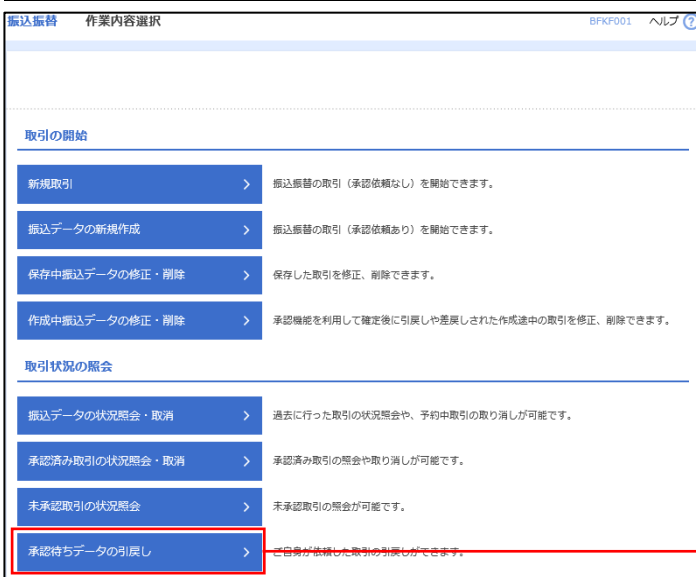 振込振替 作業内容選択 BFKF001 ヘルプ ?
取引の開始
新規取引 振込振替の取引（承認依頼なし）を開始できます。
振込データの新規作成 振込振替の取引（承認依頼あり）を開始できます。
保存中振込データの修正・削除 保存した取引を修正、削除できます。
作成中振込データの修正・削除 承認機能を利用して確定後に引戻しや差戻しされた作成途中の取引を修正、削除できます。
取引状況の照会
振込データの状況照会・取消 過去に行った取引の状況照会や、予約中取引の取り消しが可能です。
承認済み取引の状況照会・取消 承認済み取引の照会や取り消しが可能です。
未承認取引の状況照会 未承認取引の照会が可能です。
承認待ちデータの引戻し ご自身が依頼した取引の引戻しができます。